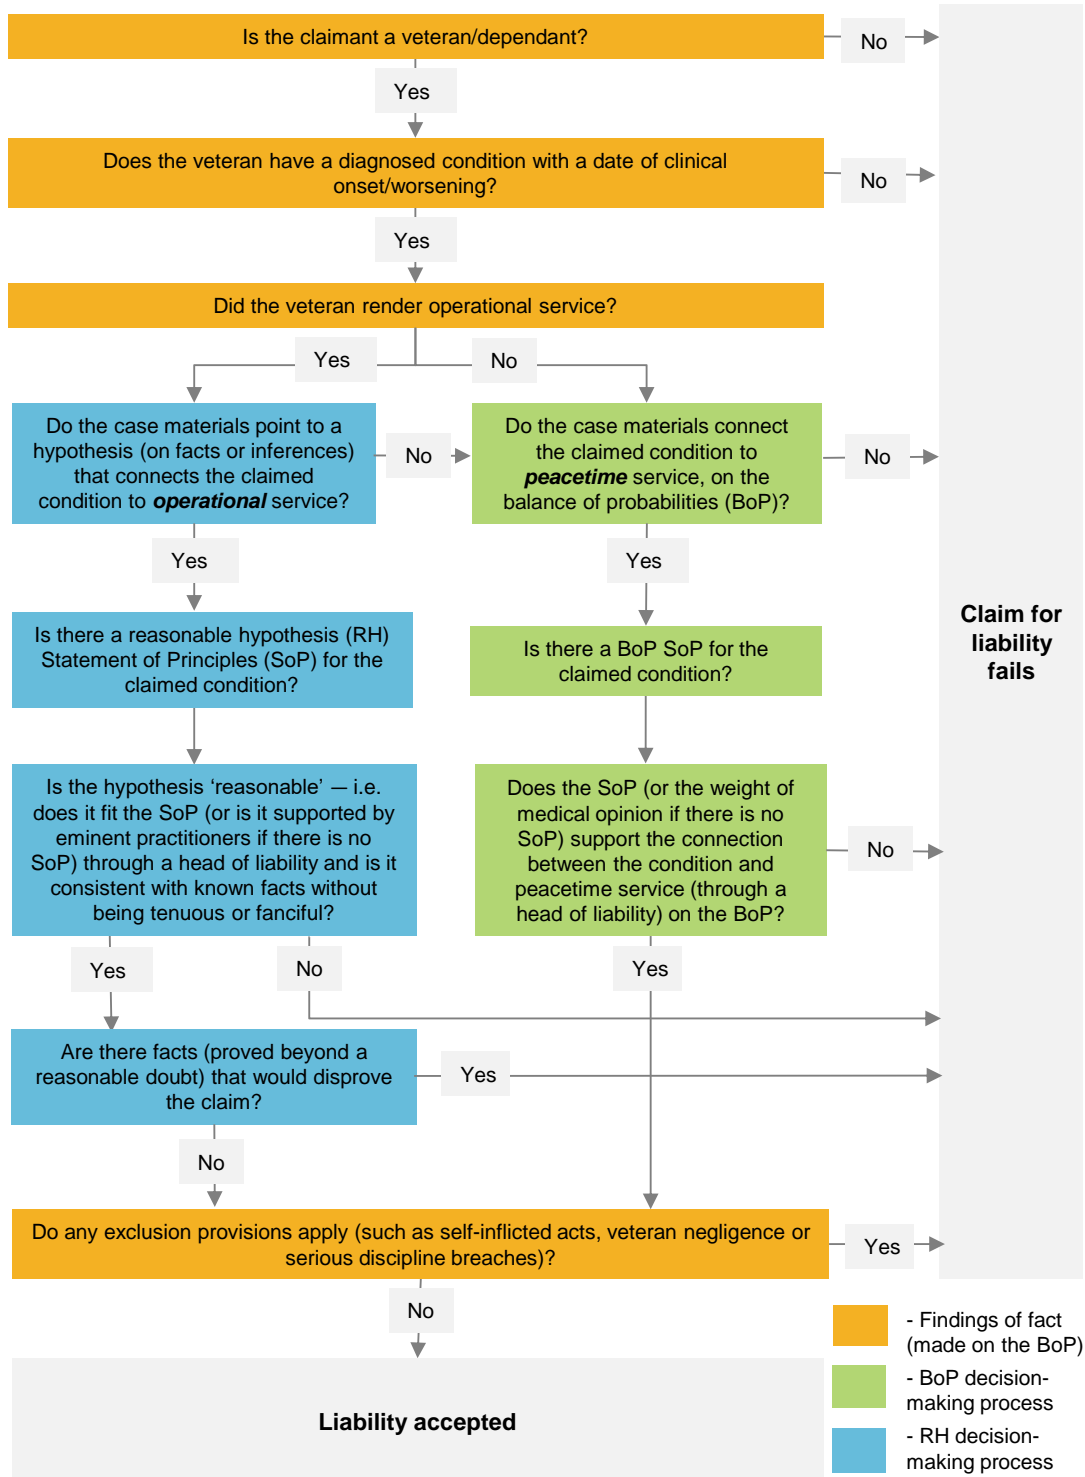 Is the claimant a veteran/dependant?
No
Yes
Does the veteran have a diagnosed condition with a date of clinical
onset/worsening?
No
Yes
Did the veteran render operational service?
Yes
No
Do the case materials point to a
hypothesis (on facts or inferences)
that connects the claimed
condition to operational service?
No
Do the case materials connect
the claimed condition to
peacetime service, on the
balance of probabilities (BoP)?
No
Yes
Yes
Is there a reasonable hypothesis (RH)
Statement of Principles (SoP) for the
claimed condition?
Is there a BoP SoP for the
claimed condition?
Claim for
liability
fails
Is the hypothesis ‘reasonable’ — i.e.
does it fit the SoP (or is it supported by
eminent practitioners if there is no
SoP) through a head of liability and is it
consistent with known facts without
being tenuous or fanciful?
Does the SoP (or the weight of
medical opinion if there is no
SoP) support the connection
between the condition and
peacetime service (through a
head of liability) on the BoP?
No
Yes
No
Yes
Are there facts (proved beyond a
reasonable doubt) that would disprove
the claim?
Yes
No
Do any exclusion provisions apply (such as self-inflicted acts, veteran negligence or
serious discipline breaches)?
Yes
No
Liability accepted
- Findings of fact
(made on the BoP)
- BoP decision-
making process
- RH decision-
making process